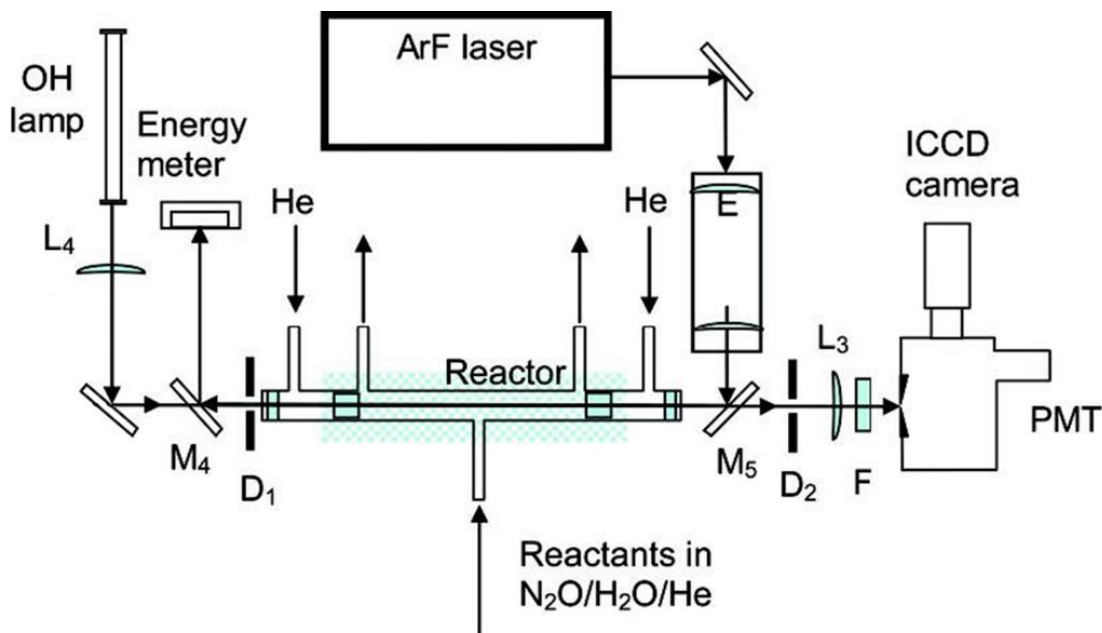 ArF laser
OH
lamp
Energy
meter
ICCD
camera
He
He
E
L₄
L₃
Reactor
PMT
M₄
D₁
M₅
D₂
F
Reactants in
N₂O/H₂O/He